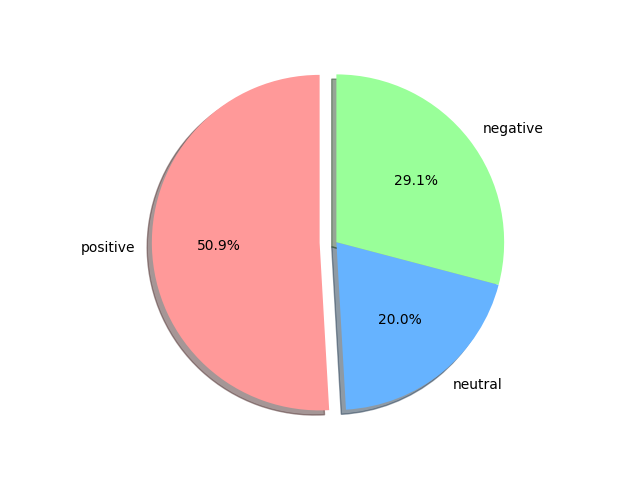 negative
29.1%
positive
50.9%
20.0%
neutral